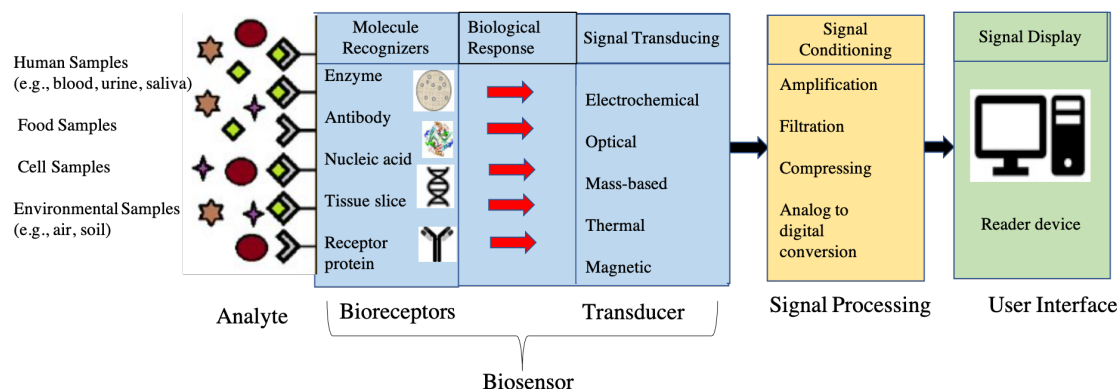 Human Samples
(e.g., blood, urine, saliva)
Food Samples
Cell Samples
Environmental Samples
(e.g., air, soil)
Analyte
Molecule
Recognizers
Enzyme
Antibody
Nucleic acid
Tissue slice
Receptor
protein
Bioreceptors
Biological
Response
Signal Transducing
Electrochemical
Optical
Mass-based
Thermal
Magnetic
Transducer
Biosensor
Signal
Conditioning
Amplification
Filtration
Compressing
Analog to
digital
conversion
Signal Processing
Signal Display
Reader device
User Interface